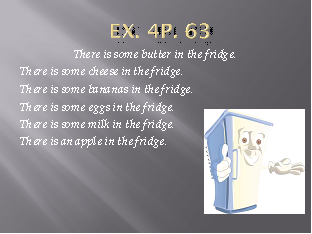 EX. 4P. 63
There is some butter in the fridge.
There is some cheese in the fridge.
There is some bananas in the fridge.
There is some eggs in the fridge.
There is some milk in the fridge.
There is an apple in the fridge.